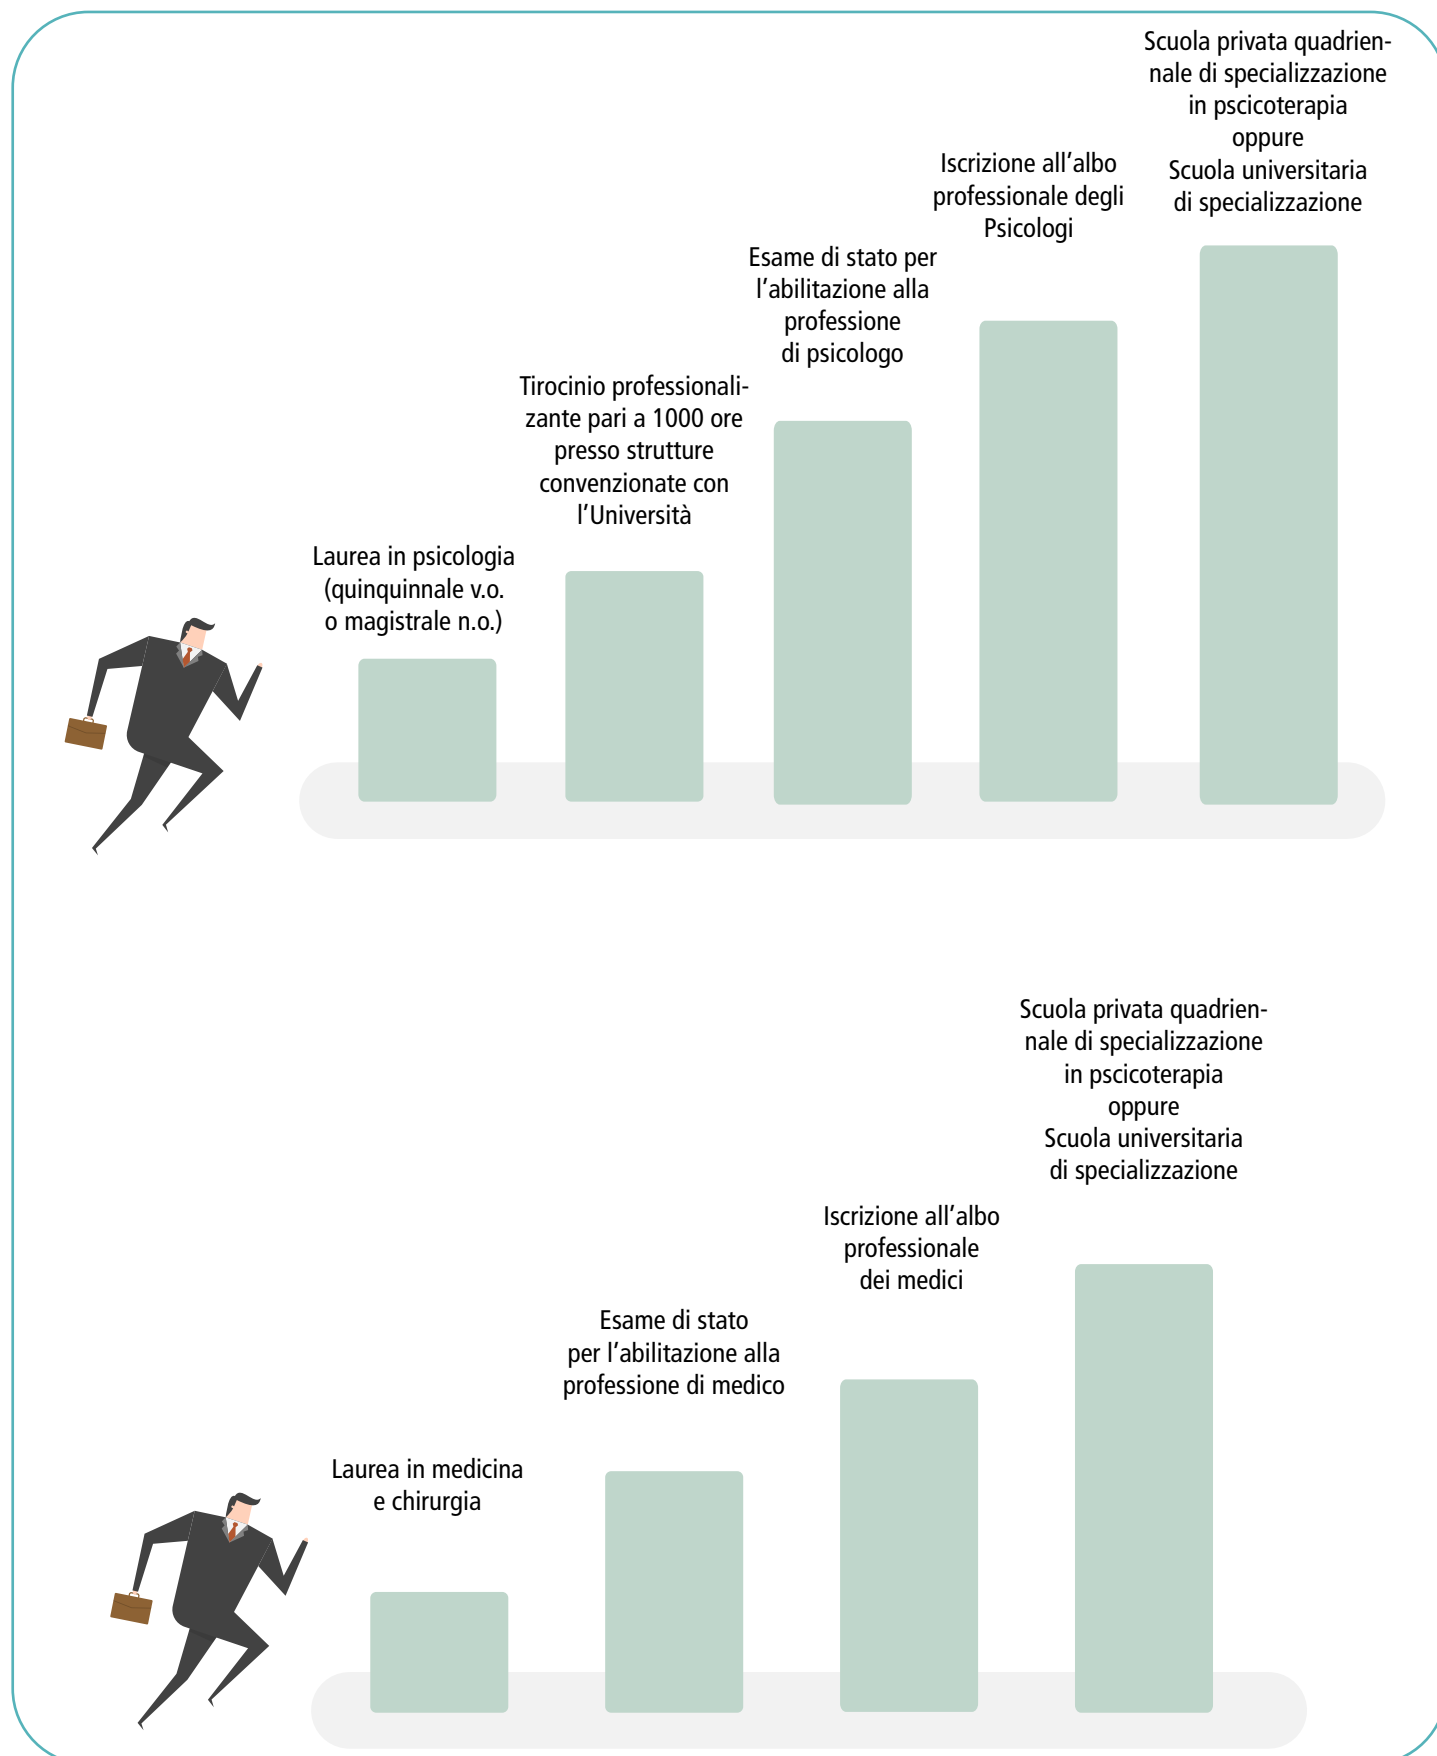 Laurea in psicologia
(quinquinnale v.o.
o magistrale n.o.)
Tirocinio professionali-
zante pari a 1000 ore
presso strutture
convenzionate con
l’Università
Esame di stato per
l’abilitazione alla
professione
di psicologo
Iscrizione all’albo
professionale degli
Psicologi
Scuola privata quadrien-
nale di specializzazione
in pscicoterapia
oppure
Scuola universitaria
di specializzazione
Laurea in medicina
e chirurgia
Esame di stato
per l’abilitazione alla
professione di medico
Iscrizione all’albo
professionale
dei medici
Scuola privata quadrien-
nale di specializzazione
in pscicoterapia
oppure
Scuola universitaria
di specializzazione